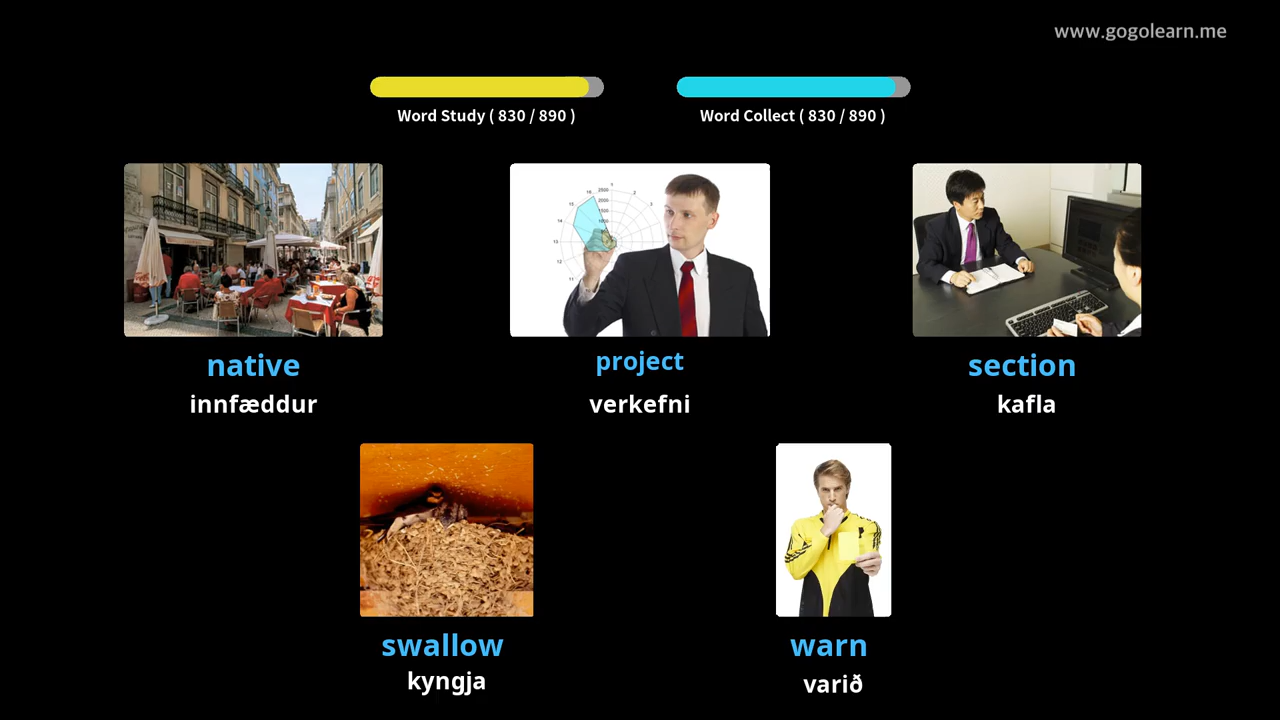 www.gogolearn.me
Word Study ( 830 / 890 )
Word Collect ( 830 / 890 )
native
innfæddur
project
verkefni
section
kafla
swallow
kyngja
warn
varið